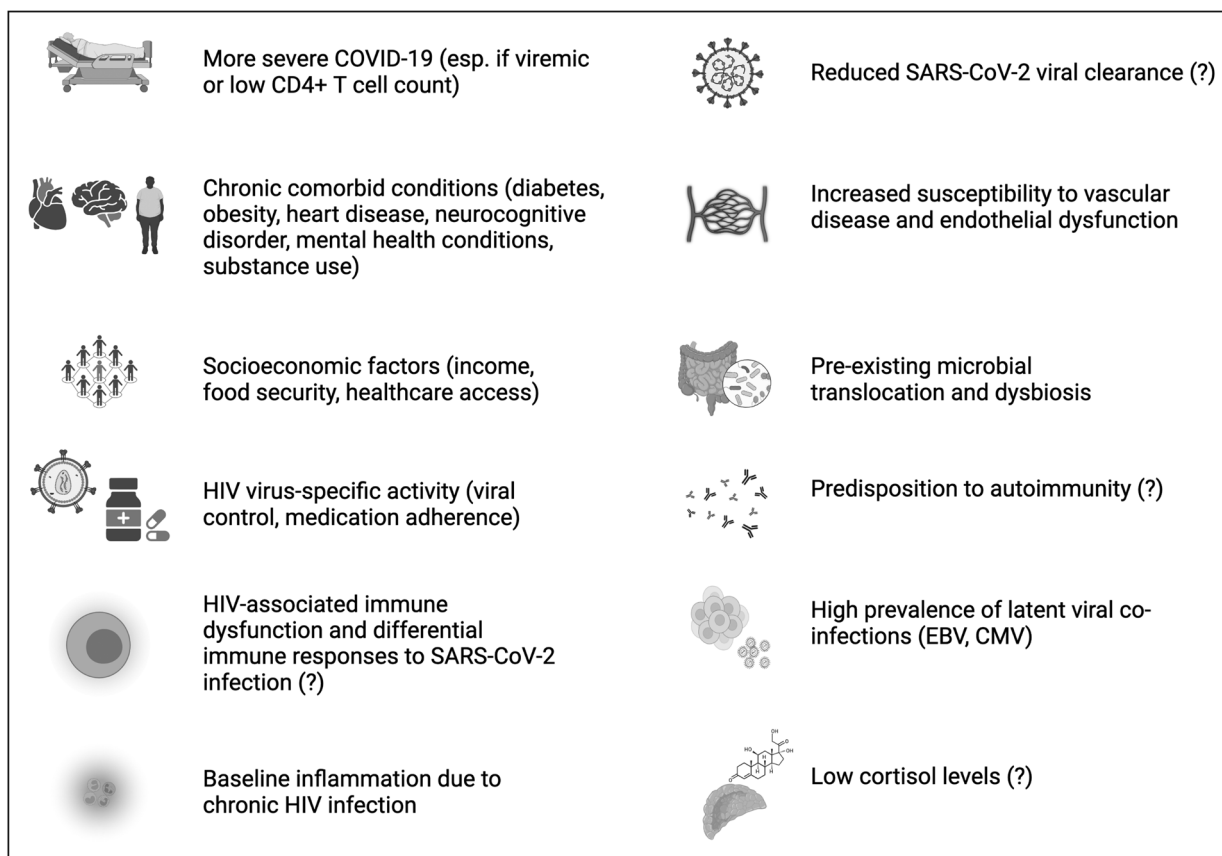 More severe COVID-19 (esp. if viremic
or low CD4+ T cell count)
Chronic comorbid conditions (diabetes,
obesity, heart disease, neurocognitive
disorder, mental health conditions,
substance use)
Socioeconomic factors (income,
food security, healthcare access)
HIV virus-specific activity (viral
control, medication adherence)
HIV-associated immune
dysfunction and differential
immune responses to SARS-CoV-2
infection (?)
Baseline inflammation due to
chronic HIV infection
Reduced SARS-CoV-2 viral clearance (?)
Increased susceptibility to vascular
disease and endothelial dysfunction
Pre-existing microbial
translocation and dysbiosis
Predisposition to autoimmunity (?)
High prevalence of latent viral co-
infections (EBV, CMV)
OH
O
HO
OH
H
H
H
O
Low cortisol levels (?)